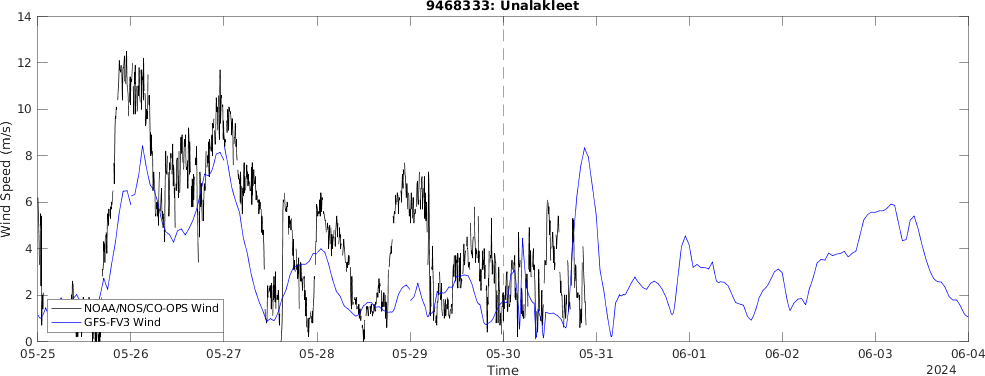 9468333: Unalakleet
14
12
10
8
6
4
2
0
Wind Speed (m/s)
NOAA/NOS/CO-OPS Wind
GFS-FV3 Wind
05-25 05-26 05-27 05-28 05-29 05-30 05-31 06-01 06-02 06-03 06-04
Time
2024